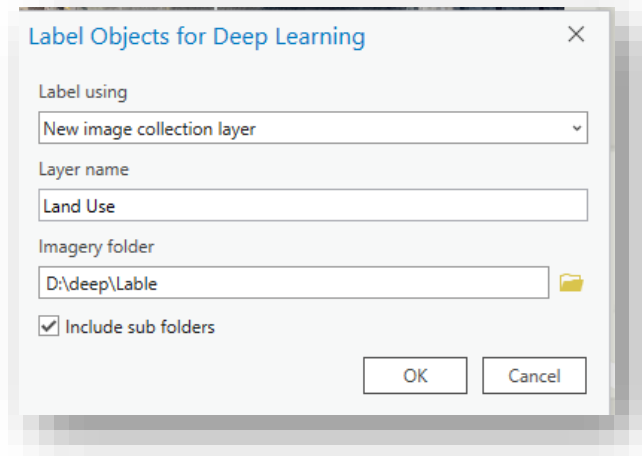 Label Objects for Deep Learning
Label using
New image collection layer
Layer name
Land Use
Imagery folder
D:\deep\Lable
Include sub folders
OK Cancel